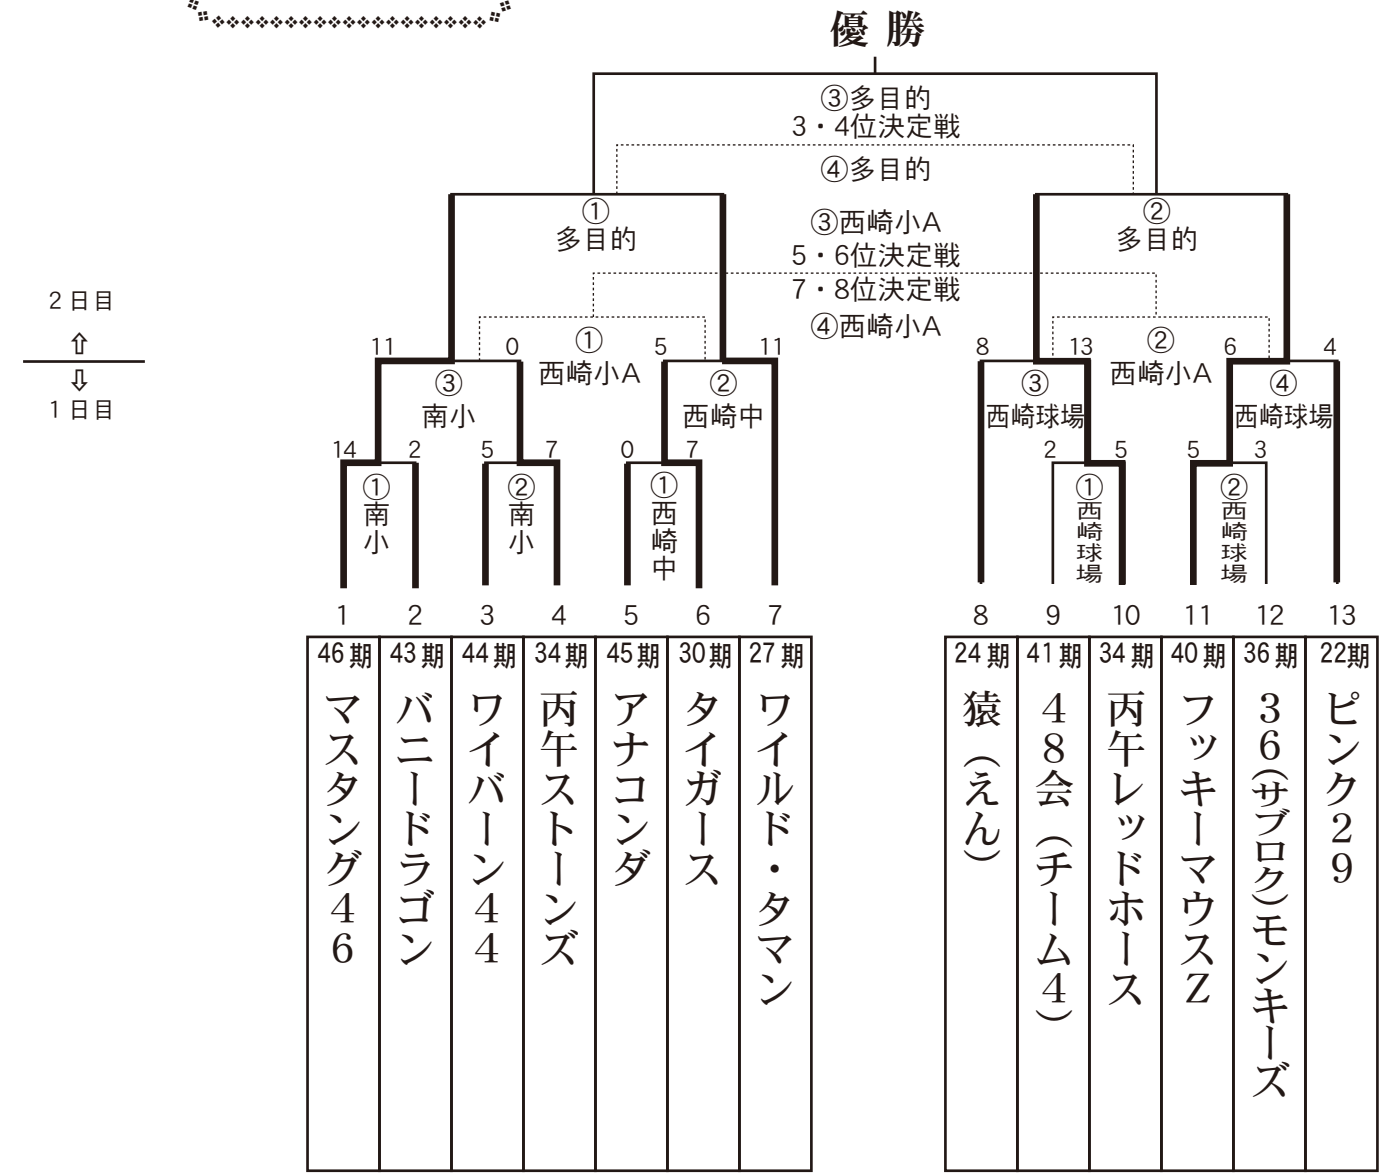 優勝
③多目的
3・4位決定戦
④多目的
①
多目的
②
多目的
③西崎小A
5・6位決定戦
7・8位決定戦
④西崎小A
2日目
⇧
⇩
1日目
11 0 5 11 8 13 6 4
①
西崎小A
②
西崎小A
③
南小
②
西崎中
③
西崎球場
④
西崎球場
14 2 5 7 0 7 2 5 5 3
①南小
②南小
①西崎中
①西崎球場
②西崎球場
1 2 3 4 5 6 7 8 9 10 11 12 13
46期 43期 44期 34期 45期 30期 27期 24期 41期 34期 40期 36期 22期
マスタング46
バニードラゴン
ワイバーン44
丙午ストーンズ
アナコンダ
タイガース
ワイルド・タマン
猿（えん）
48会（チーム4）
丙午レッドホース
フッキーマウスZ
36(サブロク)モンキーズ
ピンク29